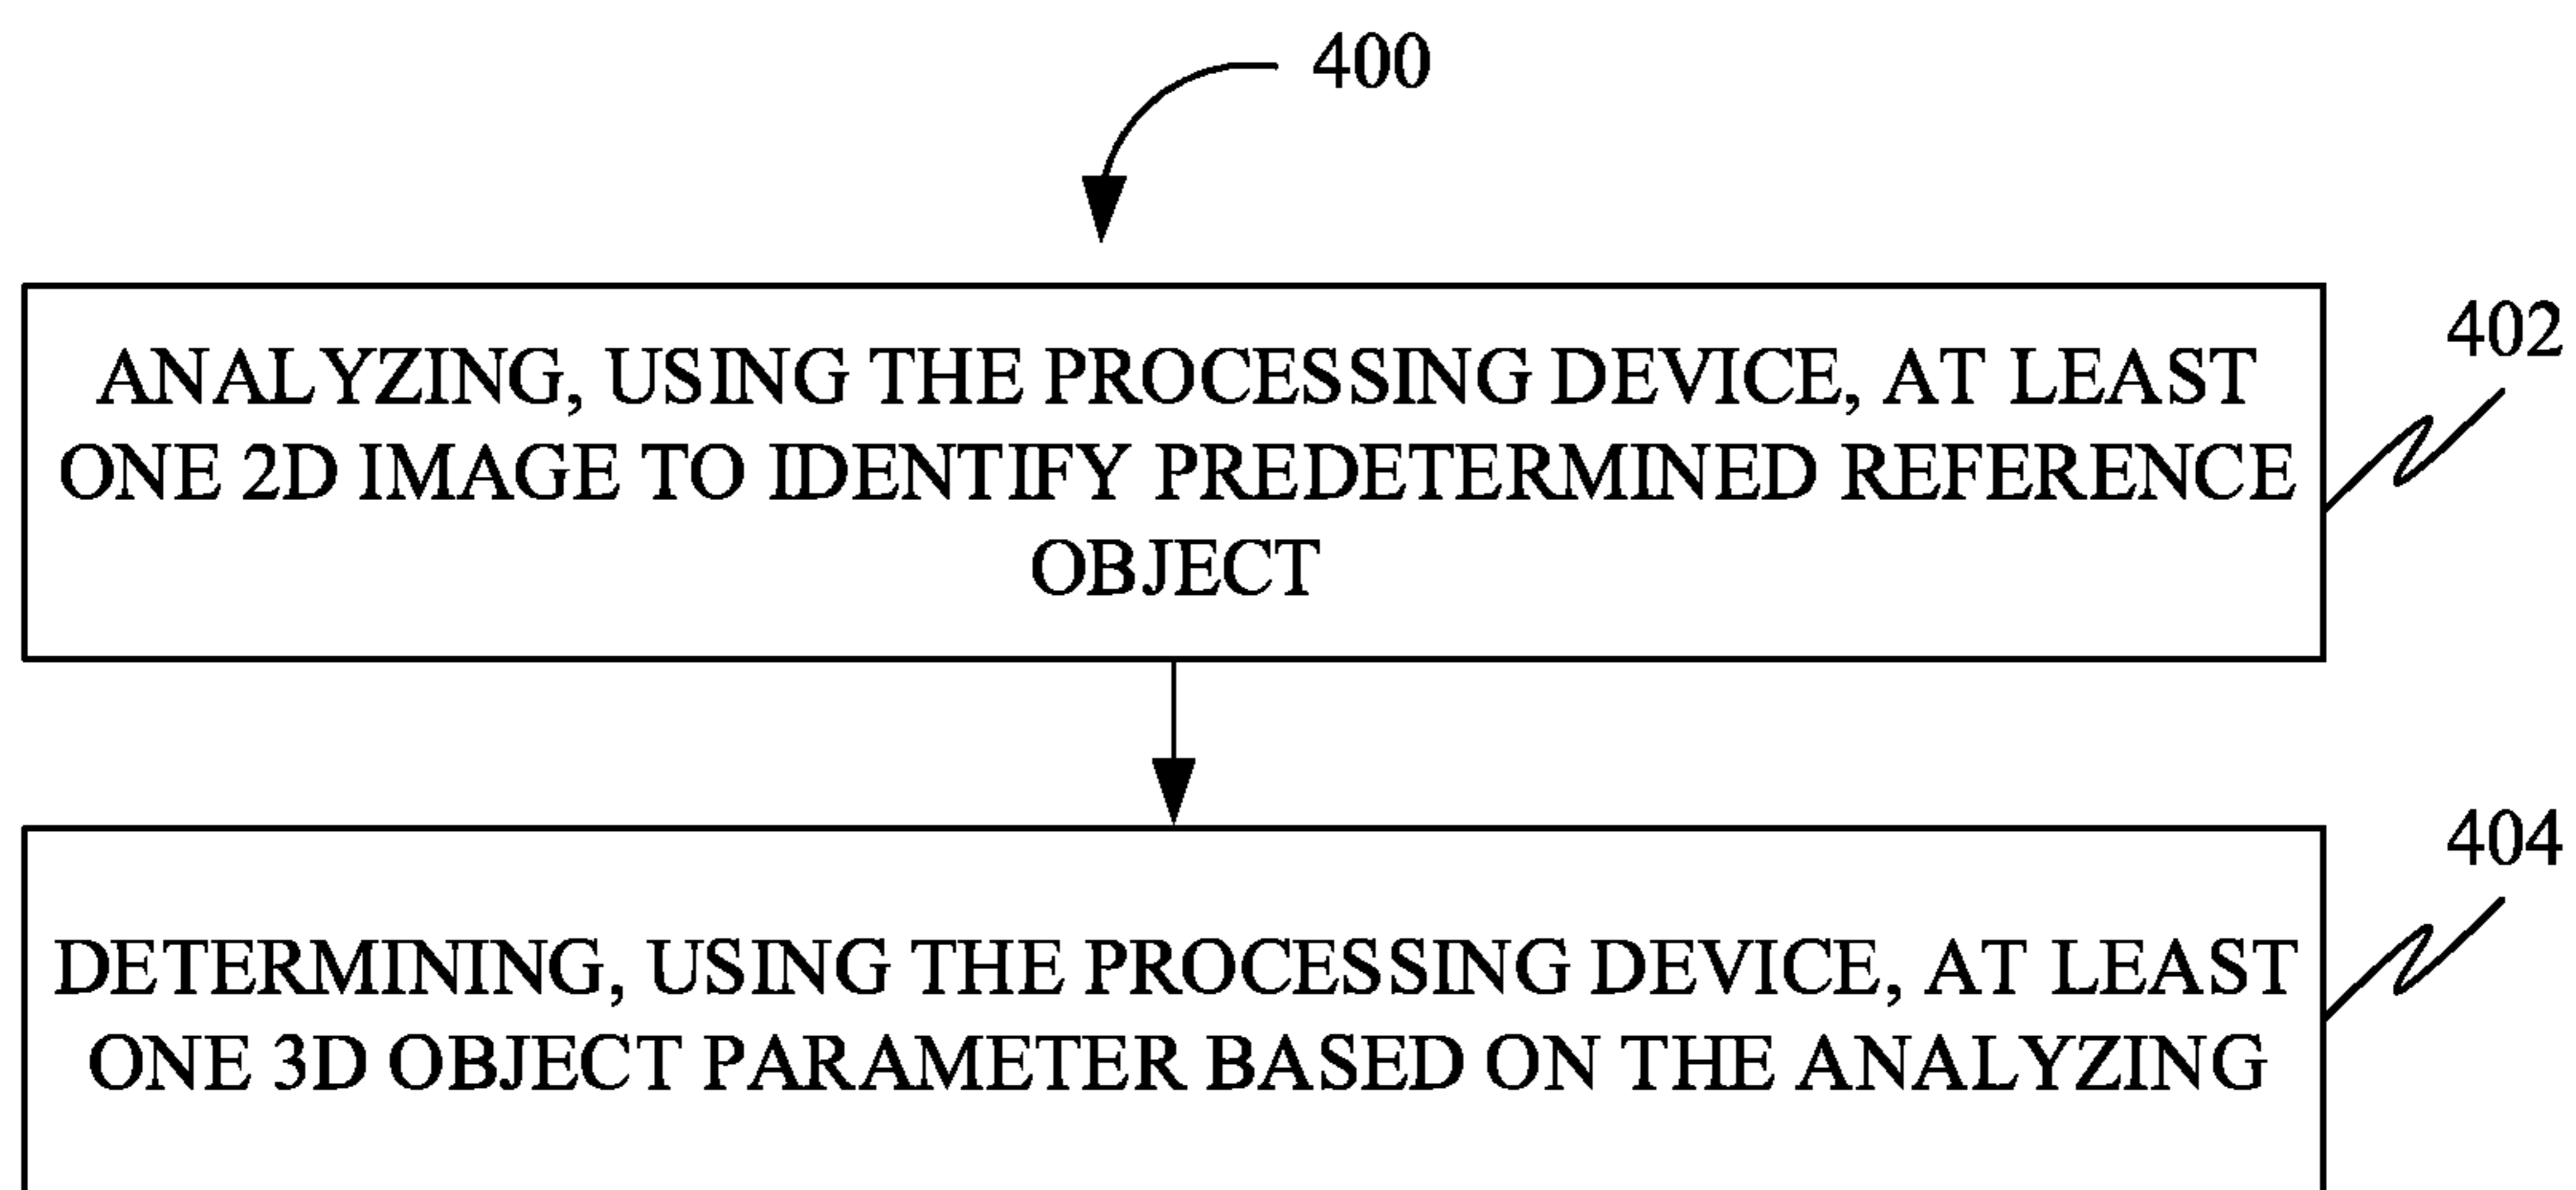 400
402
ANALYZING, USING THE PROCESSING DEVICE, AT LEAST
ONE 2D IMAGE TO IDENTIFY PREDETERMINED REFERENCE
OBJECT
404
DETERMINING, USING THE PROCESSING DEVICE, AT LEAST
ONE 3D OBJECT PARAMETER BASED ON THE ANALYZING